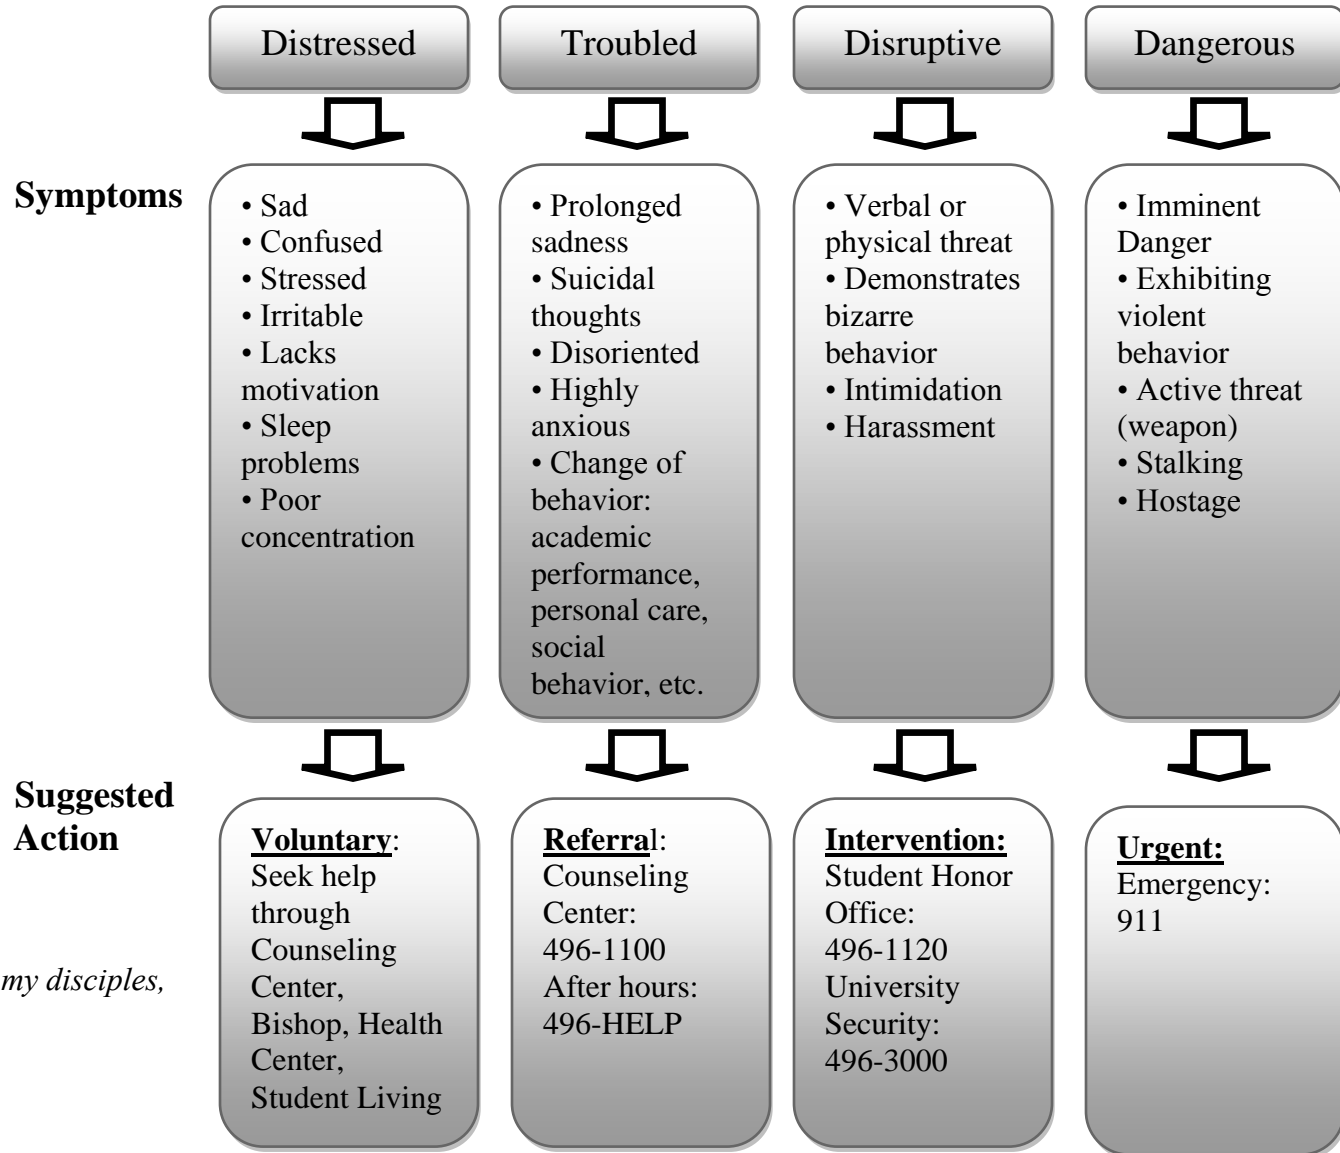 Distressed
Troubled
Disruptive
Dangerous
Symptoms
• Sad
• Confused
• Stressed
• Irritable
• Lacks
motivation
• Sleep
problems
• Poor
concentration
• Prolonged
sadness
• Suicidal
thoughts
• Disoriented
• Highly
anxious
• Change of
behavior:
academic
performance,
personal care,
social
behavior, etc.
• Verbal or
physical threat
• Demonstrates
bizarre
behavior
• Intimidation
• Harassment
• Imminent
Danger
• Exhibiting
violent
behavior
• Active threat
(weapon)
• Stalking
• Hostage
Suggested
Action
my disciples,
Voluntary:
Seek help
through
Counseling
Center,
Bishop, Health
Center,
Student Living
Referral:
Counseling
Center:
496-1100
After hours:
496-HELP
Intervention:
Student Honor
Office:
496-1120
University
Security:
496-3000
Urgent:
Emergency:
911